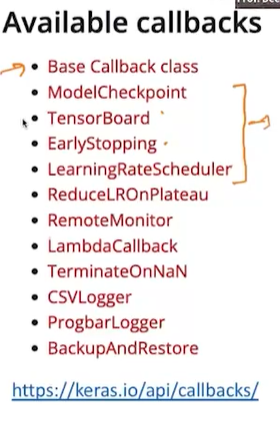 Available callbacks
Base Callback class
ModelCheckpoint
TensorBoard
EarlyStopping
LearningRateScheduler
ReduceLROnPlateau
RemoteMonitor
LambdaCallback
TerminateOnNaN
CSVLogger
ProgbarLogger
BackupAndRestore
https://keras.io/api/callbacks/